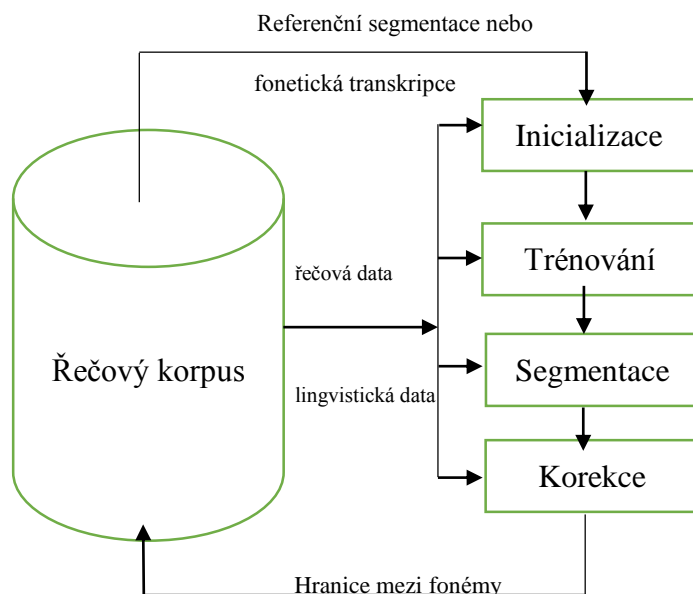 Referenční segmentace nebo
fonetická transkripce
Inicializace
Trénování
řečová data
Řečový korpus
Segmentace
lingvistická data
Korekce
Hranice mezi fonémy